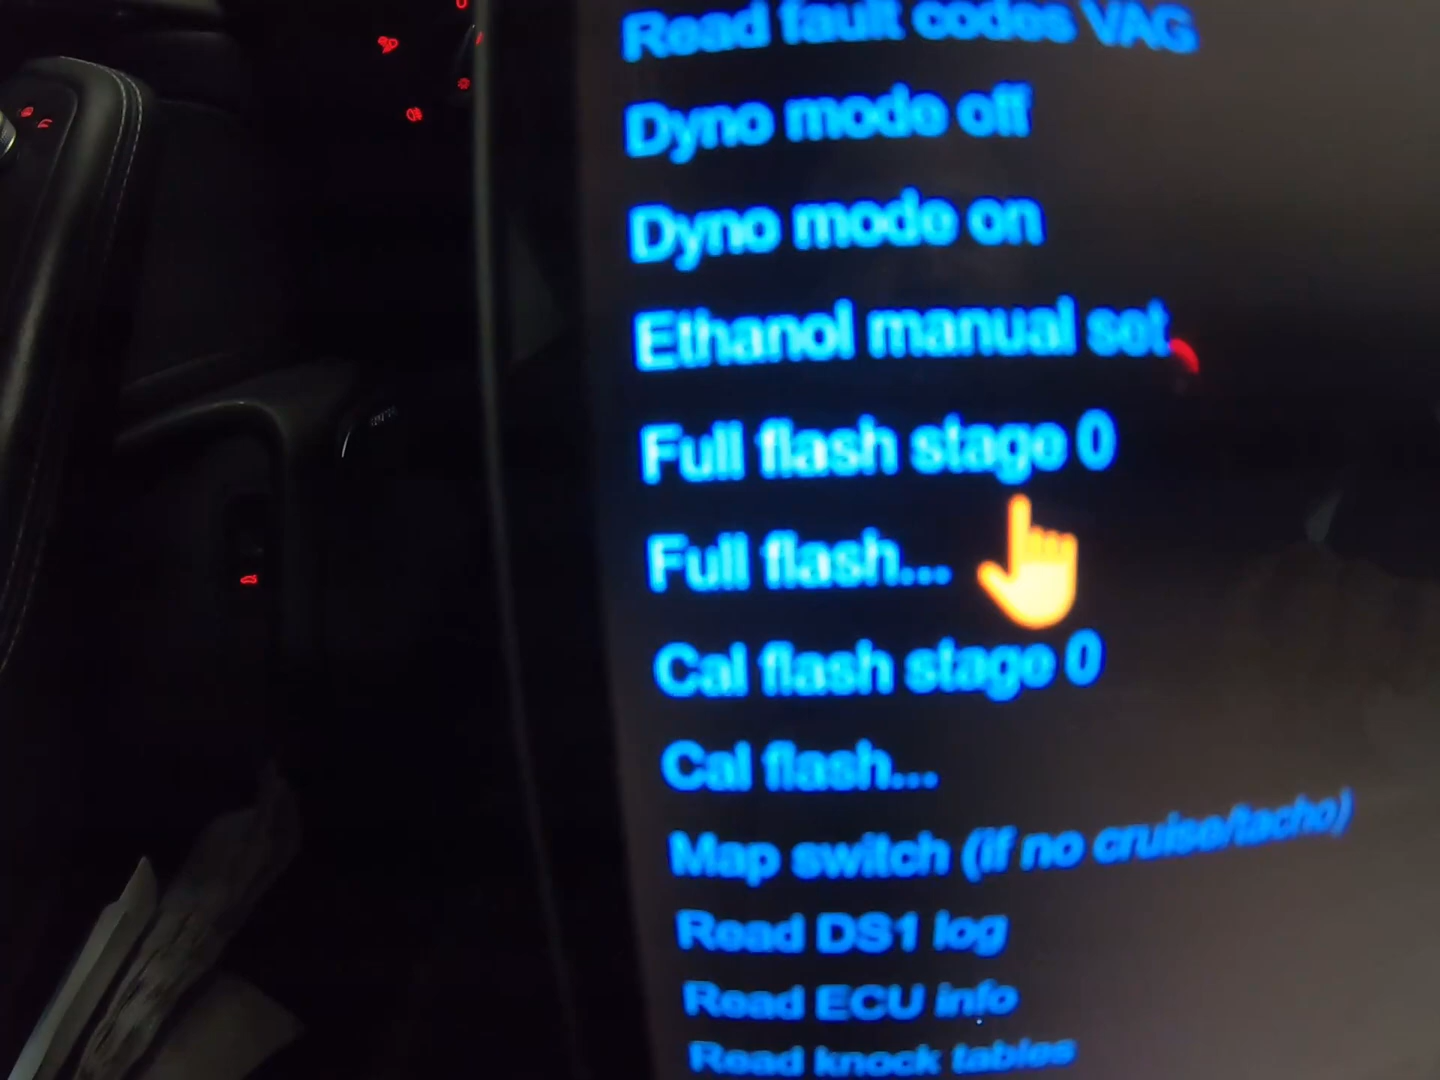 Read fault codes VAG
Dyno mode off
Dyno mode on
Ethanol manual set
Full flash stage 0
Full flash...
Cal flash stage 0
Cal flash...
Map switch (if no cruise/tacho)
Read DS1 log
Read ECU info
Read knock tables